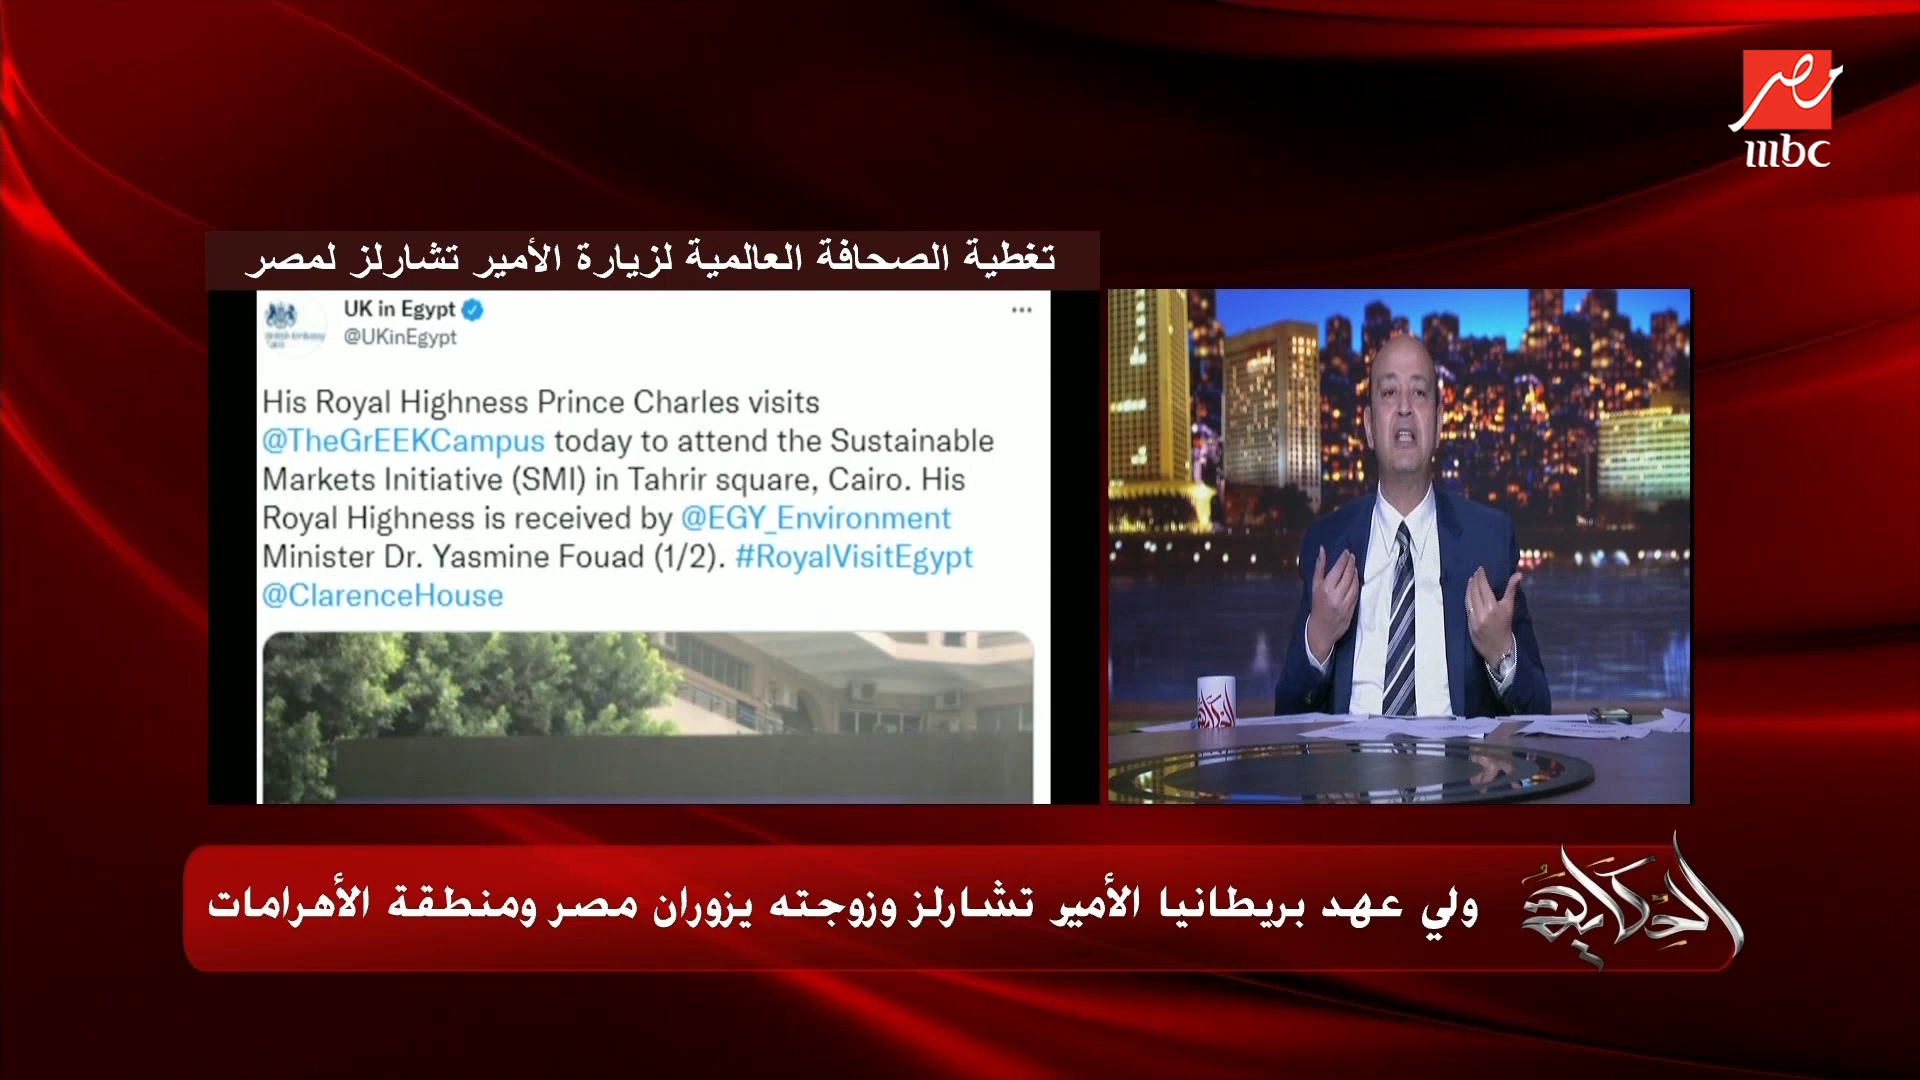 مصر
mbc
تغطية الصحافة العالمية لزيارة الأمير تشارلز لمصر
UK in Egypt
@UKinEgypt
His Royal Highness Prince Charles visits
@TheGrEEKCampus today to attend the Sustainable
Markets Initiative (SMI) in Tahrir square, Cairo. His
Royal Highness is received by @EGY_Environment
Minister Dr. Yasmine Fouad (1/2). #RoyalVisitEgypt
@ClarenceHouse
الحكاية
ولي عهد بريطانيا الأمير تشارلز وزوجته يزوران مصر ومنطقة الأهرامات
الحكاية